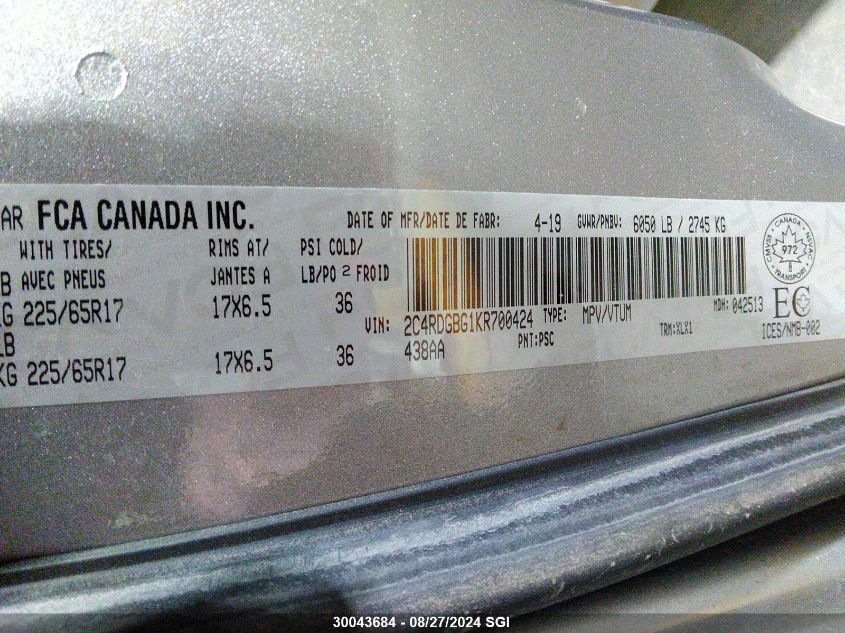 AR FCA CANADA INC. DATE OF MFR/DATE DE FABR: 4-19 GVWR/PNBV: 6050 LB / 2745 KG
WITH TIRES/ RIMS AT/ PSI COLD/
B AVEC PNEUS JANTES A LB/PO 2 FROID
KG 225/65R17 17X6.5 36
LB
KG 225/65R17 17X6.5 36
VIN: 2C4RDGBG1KR700424 TYPE: MPV/VTUM MDH: 042513
438AA PNT:PSC TRM:XLX1
CANADA
CMVSS NSVAC
972
TRANSPORT
EC
ICES/NMB-002
30043684 - 08/27/2024 SGI